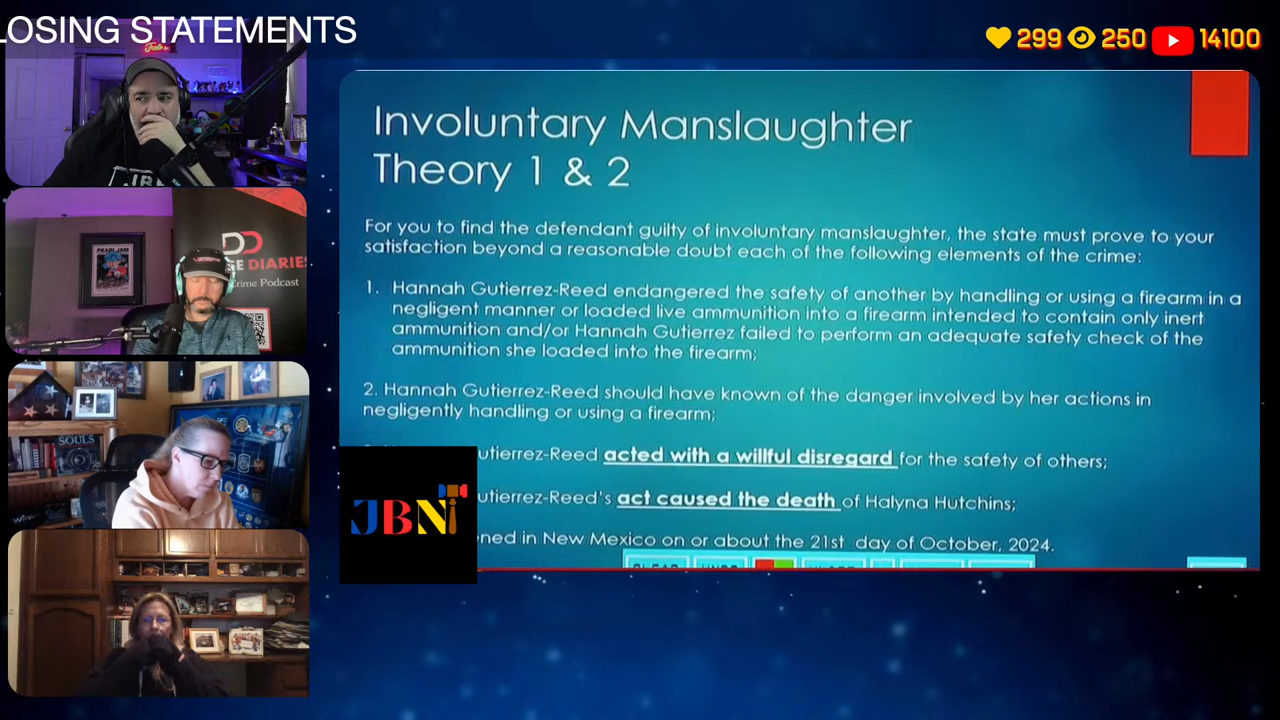 LOSING STATEMENTS
299
250
14100
Involuntary Manslaughter
Theory 1 & 2
For you to find the defendant guilty of involuntary manslaughter, the state must prove to your
satisfaction beyond a reasonable doubt each of the following elements of the crime:
1. Hannah Gutierrez-Reed endangered the safety of another by handling or using a firearm in a
negligent manner or loaded live ammunition into a firearm intended to contain only inert
ammunition and/or Hannah Gutierrez failed to perform an adequate safety check of the
ammunition she loaded into the firearm;
2. Hannah Gutierrez-Reed should have known of the danger involved by her actions in
negligently handling or using a firearm;
utierrez-Reed acted with a willful disregard for the safety of others;
utierrez-Reed's act caused the death of Halyna Hutchins;
ned in New Mexico on or about the 21st day of October, 2024.
JBN
PEARL JAM
DD
E DIARIES
Crime Podcast
SOULS